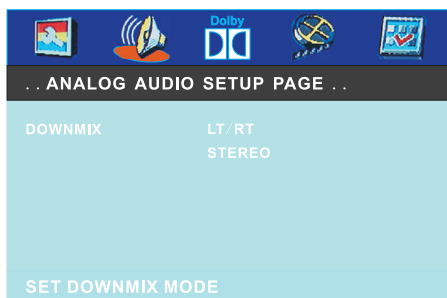 Dolby
. . ANALOG AUDIO SETUP PAGE . .
DOWNMIX LT/RT
STEREO
SET DOWNMIX MODE